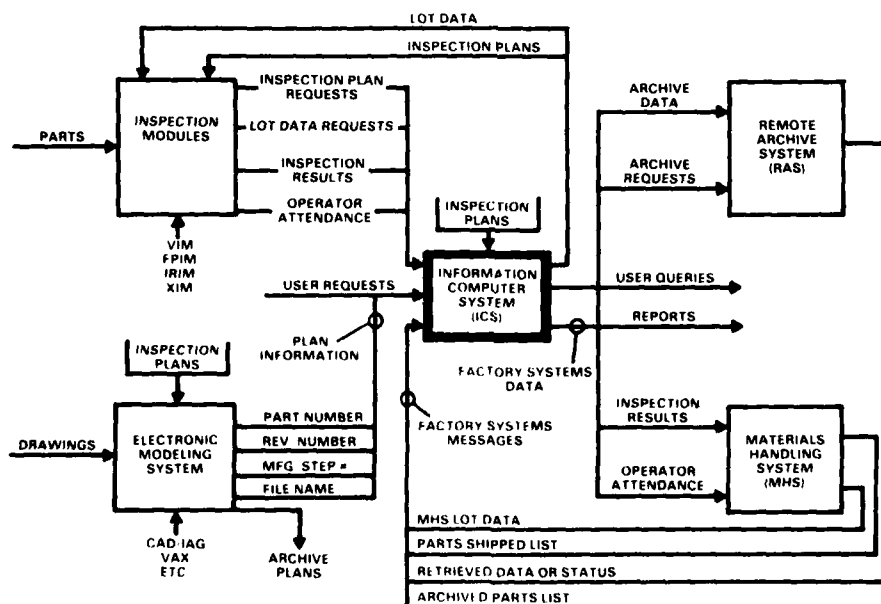 LOT DATA
INSPECTION PLANS
INSPECTION PLAN
REQUESTS
LOT DATA REQUESTS
INSPECTION
RESULTS
OPERATOR
ATTENDANCE
PARTS
INSPECTION
MODULES
VIM
FPIM
IRIM
XIM
ARCHIVE
DATA
ARCHIVE
REQUESTS
REMOTE
ARCHIVE
SYSTEM
(RAS)
INSPECTION
PLANS
INFORMATION
COMPUTER
SYSTEM
(ICS)
USER REQUESTS
USER QUERIES
REPORTS
PLAN
INFORMATION
FACTORY SYSTEMS
DATA
FACTORY SYSTEMS
MESSAGES
INSPECTION
PLANS
DRAWINGS
ELECTRONIC
MODELING
SYSTEM
PART NUMBER
REV NUMBER
MFG STEP #
FILE NAME
CAD-IAG
VAX
ETC
ARCHIVE
PLANS
INSPECTION
RESULTS
OPERATOR
ATTENDANCE
MATERIALS
HANDLING
SYSTEM
(MHS)
MHS LOT DATA
PARTS SHIPPED LIST
RETRIEVED DATA OR STATUS
ARCHIVED PARTS LIST